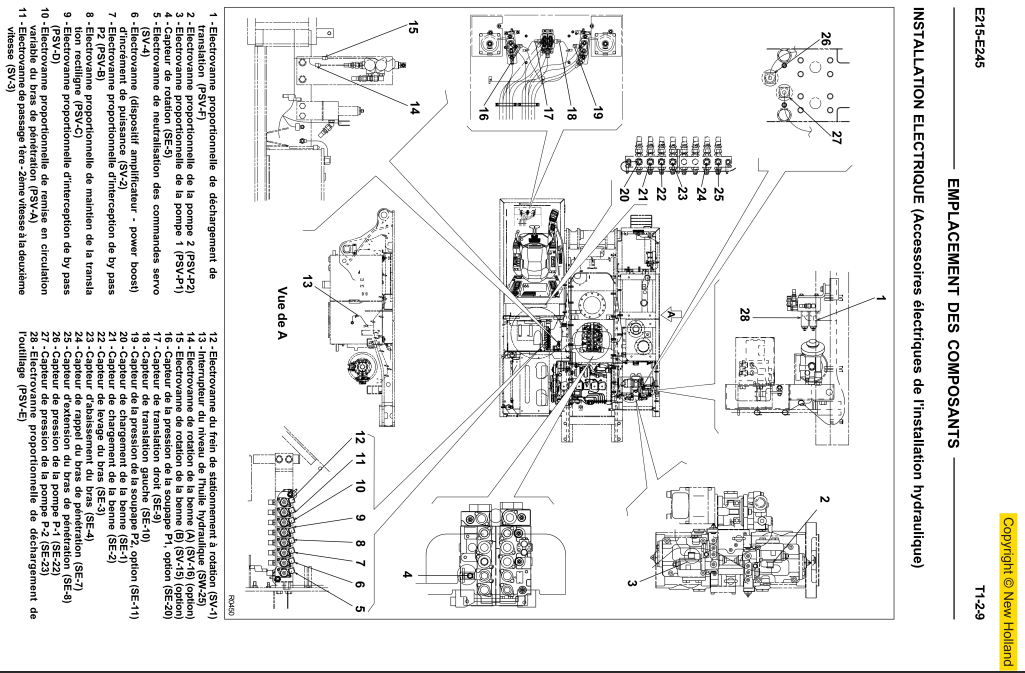 E215-E245
EMPLACEMENT DES COMPOSANTS
T1-2-9
Copyright © New Holland
INSTALLATION ELECTRIQUE (Accessoires électriques de l'installation hydraulique)
26
27
19
18
17
16
15
14
20
21
22
23
24
25
1
28
A
13
Vue de A
2
3
4
12
11
10
9
8
7
6
5
R0450
1 - Electrovanne proportionnelle de déchargement de
translation (PSV-F)
2 - Electrovanne proportionnelle de la pompe 2 (PSV-P2)
3 - Electrovanne proportionnelle de la pompe 1 (PSV-P1)
4 - Capteur de rotation (SE-5)
5 - Electrovanne de neutralisation des commandes servo
(SV-4)
6 - Electrovanne (dispositif amplificateur - power boost)
d'incrément de puissance (SV-2)
7 - Electrovanne proportionnelle d'interception de by pass
P2 (PSV-B)
8 - Electrovanne proportionnelle de maintien de la transla
tion rectiligne (PSV-C)
9 - Electrovanne proportionnelle d'interception de by pass
(PSV-D)
10 - Electrovanne proportionnelle de remise en circulation
variable du bras de pénétration (PSV-A)
11 - Electrovanne de passage 1ère - 2ème vitesse à la deuxième
vitesse (SV-3)
12 - Electrovanne du frein de stationnement à rotation (SV-1)
13 - Interrupteur du niveau de l'huile hydraulique (SW-25)
14 - Electrovanne de rotation de la benne (A) (SV-16) (option)
15 - Electrovanne de rotation de la benne (B) (SV-15) (option)
16 - Capteur de la pression de la soupape P1, option (SE-20)
17 - Capteur de translation droit (SE-9)
18 - Capteur de translation gauche (SE-10)
19 - Capteur de la pression de la soupape P2, option (SE-11)
20 - Capteur de chargement de la benne (SE-1)
21 - Capteur de chargement de la benne (SE-2)
22 - Capteur de levage du bras (SE-3)
23 - Capteur d'abaissement du bras (SE-4)
24 - Capteur de rappel du bras de pénétration (SE-7)
25 - Capteur d'extension du bras de pénétration (SE-8)
26 - Capteur de pression de la pompe P-1 (SE-22)
27 - Capteur de pression de la pompe P-2 (SE-23)
28 - Electrovanne proportionnelle de déchargement de
l'outillage (PSV-E)